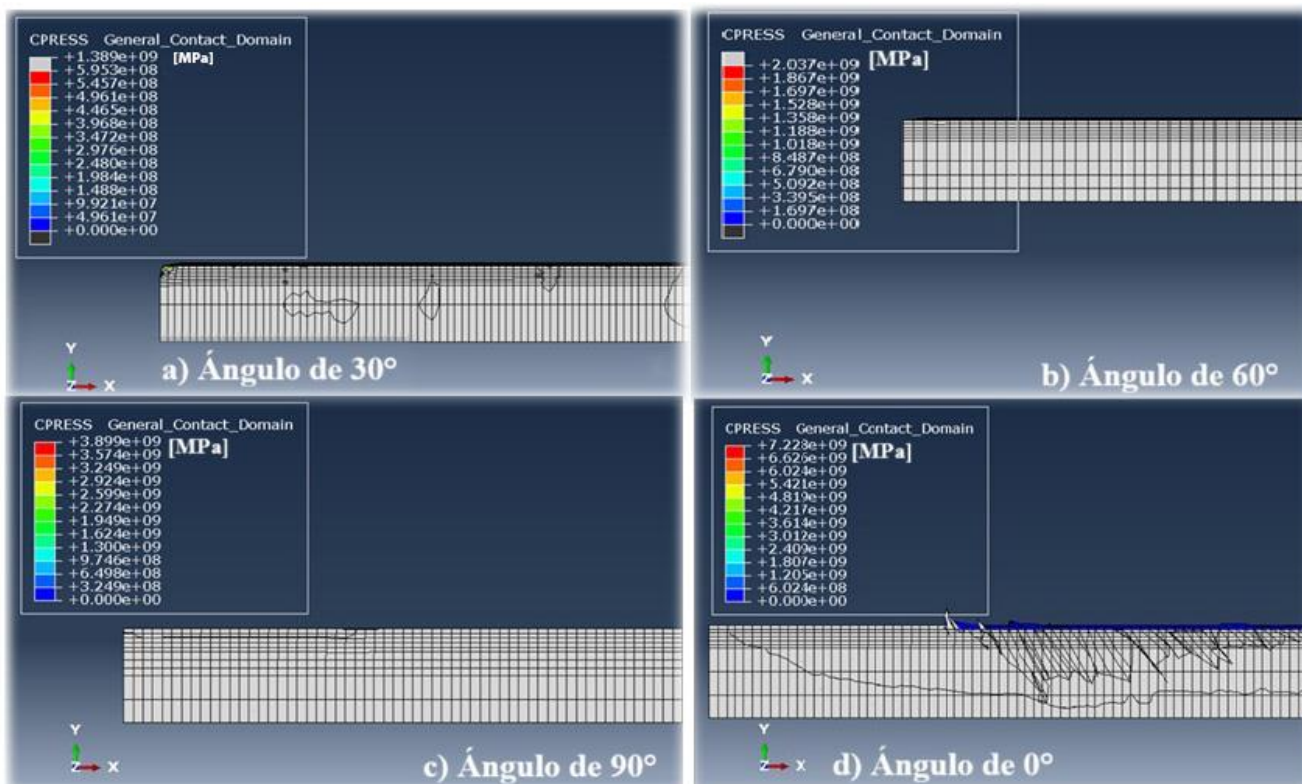 CPRESS General_Contact_Domain
[MPa]
+1.389e+09
+5.953e+08
+5.457e+08
+4.961e+08
+4.465e+08
+3.968e+08
+3.472e+08
+2.976e+08
+2.480e+08
+1.984e+08
+1.488e+08
+9.921e+07
+4.961e+07
+0.000e+00
Y
Z X
a) Ángulo de 30°
CPRESS General_Contact_Domain
[MPa]
+2.037e+09
+1.867e+09
+1.697e+09
+1.528e+09
+1.358e+09
+1.188e+09
+1.018e+09
+8.487e+08
+6.790e+08
+5.092e+08
+3.395e+08
+1.697e+08
+0.000e+00
Y
Z X
b) Ángulo de 60°
CPRESS General_Contact_Domain
[MPa]
+3.899e+09
+3.574e+09
+3.249e+09
+2.924e+09
+2.599e+09
+2.274e+09
+1.949e+09
+1.624e+09
+1.300e+09
+9.746e+08
+6.498e+08
+3.249e+08
+0.000e+00
Y
Z X
c) Ángulo de 90°
CPRESS General_Contact_Domain
[MPa]
+7.228e+09
+6.626e+09
+6.024e+09
+5.421e+09
+4.819e+09
+4.217e+09
+3.614e+09
+3.012e+09
+2.409e+09
+1.807e+09
+1.205e+09
+6.024e+08
+0.000e+00
Y
Z X
d) Ángulo de 0°